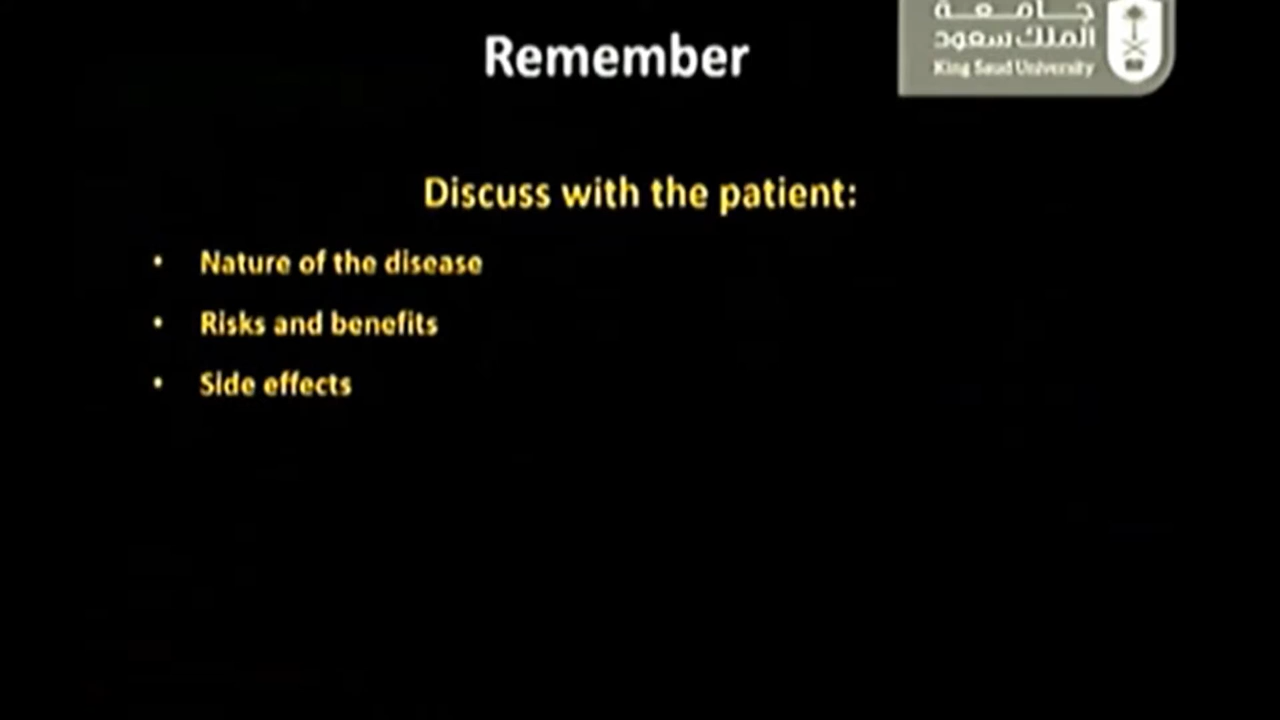 Remember
جامعة
الملك سعود
King Saud University
Discuss with the patient:
• Nature of the disease
• Risks and benefits
• Side effects